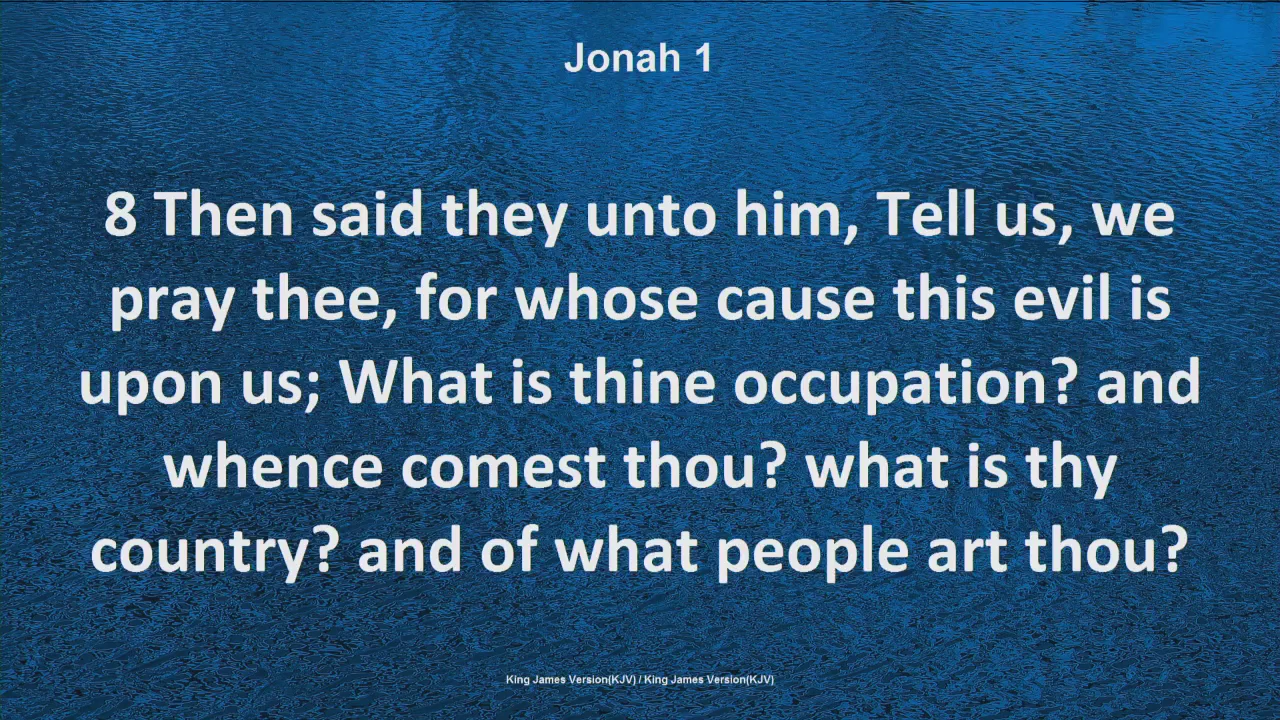 Jonah 1
8 Then said they unto him, Tell us, we
pray thee, for whose cause this evil is
upon us; What is thine occupation? and
whence comest thou? what is thy
country? and of what people art thou?
King James Version(KJV) / King James Version(KJV)